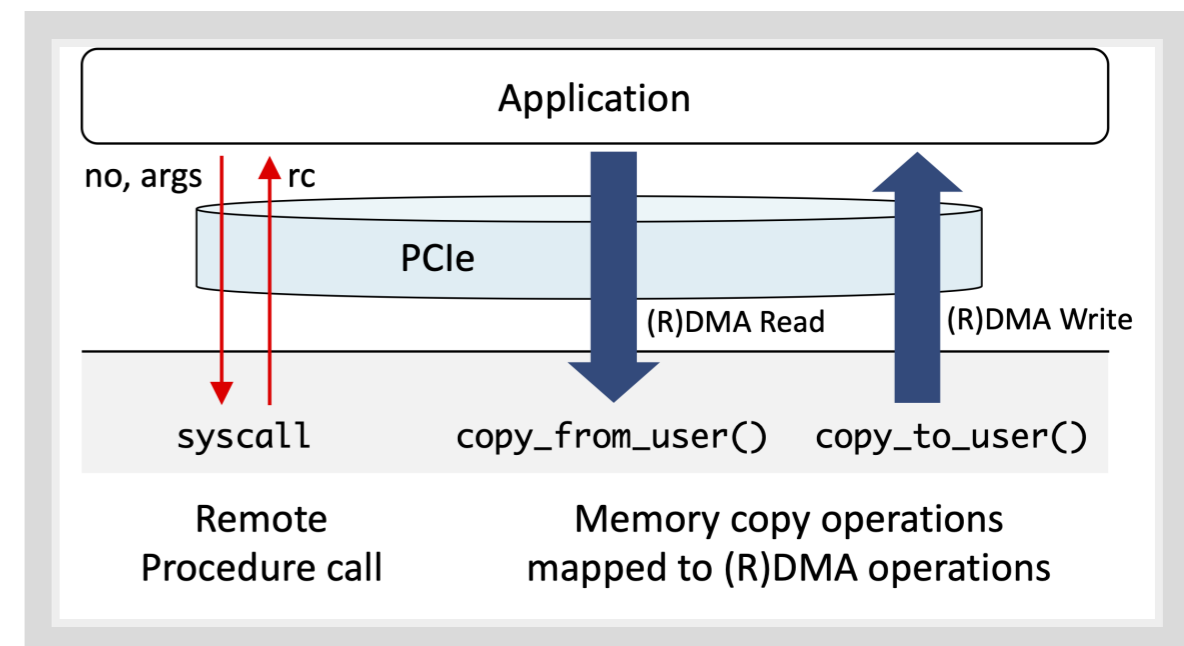 Application
no, args
rc
PCIe
(R)DMA Read
(R)DMA Write
syscall
copy_from_user()
copy_to_user()
Remote
Procedure call
Memory copy operations
mapped to (R)DMA operations